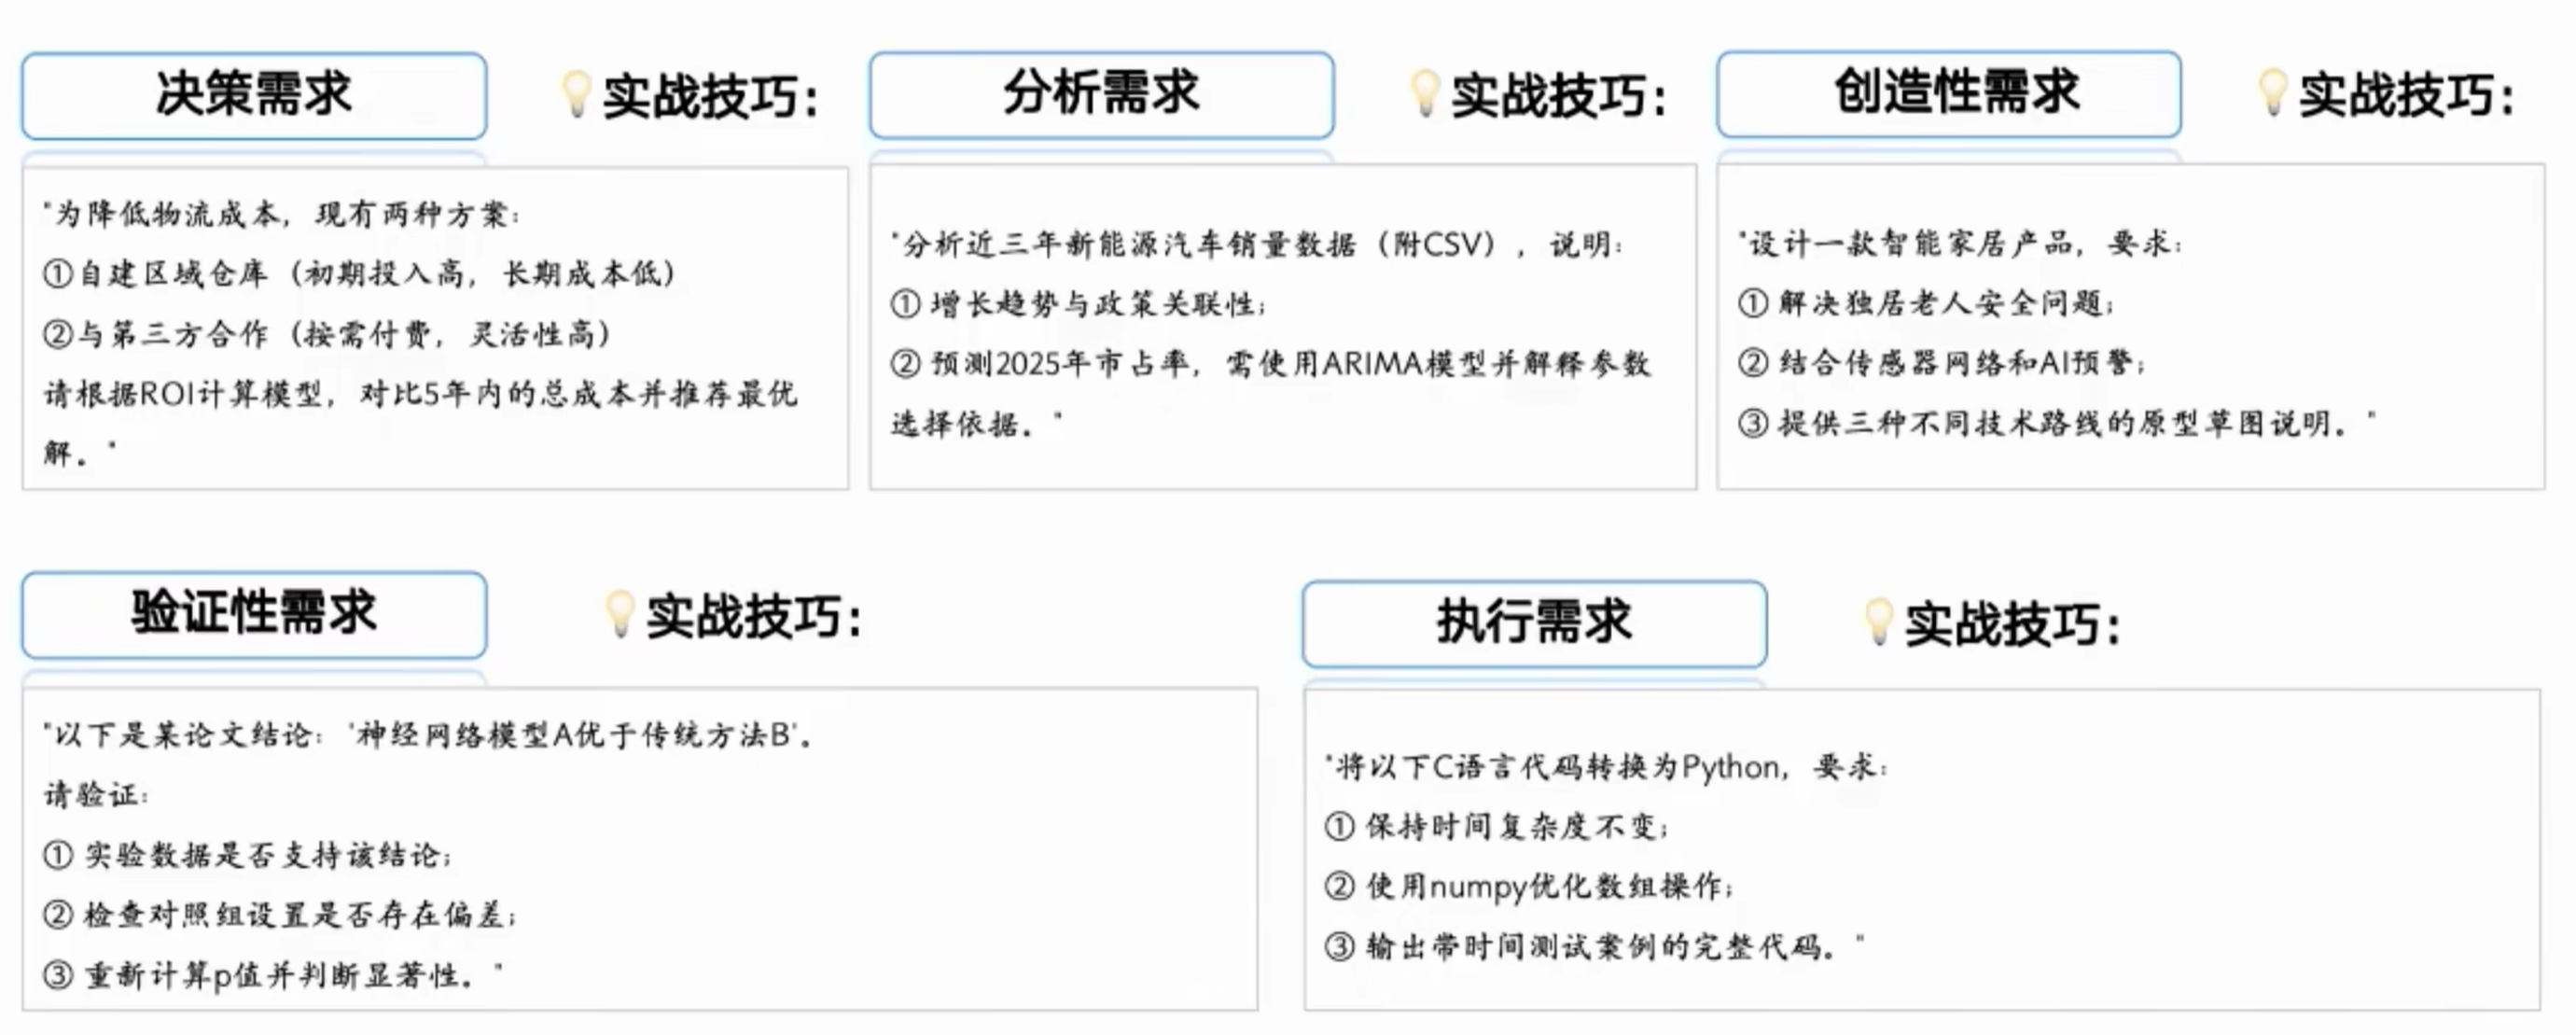 决策需求
实战技巧：
"为降低物流成本，现有两种方案：
①自建区域仓库（初期投入高，长期成本低）
②与第三方合作（按需付费，灵活性高）
请根据ROI计算模型，对比5年内的总成本并推荐最优
解。"
分析需求
实战技巧：
"分析近三年新能源汽车销量数据（附CSV），说明：
① 增长趋势与政策关联性；
② 预测2025年市占率，需使用ARIMA模型并解释参数
选择依据。"
创造性需求
实战技巧：
"设计一款智能家居产品，要求：
① 解决独居老人安全问题；
② 结合传感器网络和AI预警；
③ 提供三种不同技术路线的原型草图说明。"
验证性需求
实战技巧：
"以下是某论文结论：'神经网络模型A优于传统方法B'。
请验证：
① 实验数据是否支持该结论；
② 检查对照组设置是否存在偏差；
③ 重新计算p值并判断显著性。"
执行需求
实战技巧：
"将以下C语言代码转换为Python，要求：
① 保持时间复杂度不变；
② 使用numpy优化数组操作；
③ 输出带时间测试案例的完整代码。"